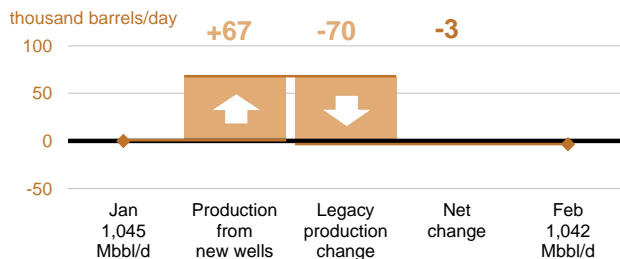 thousand barrels/day
+67 -70 -3
100
50
0
-50
Jan Production Legacy Net Feb
1,045 from production change 1,042
Mbbl/d new wells change Mbbl/d